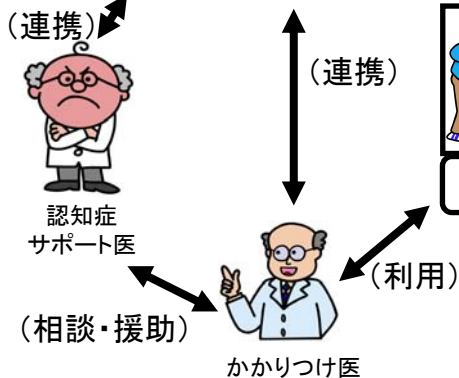 （連携）
（連携）
認知症
サポート医
（利用）
（相談・援助）
かかりつけ医